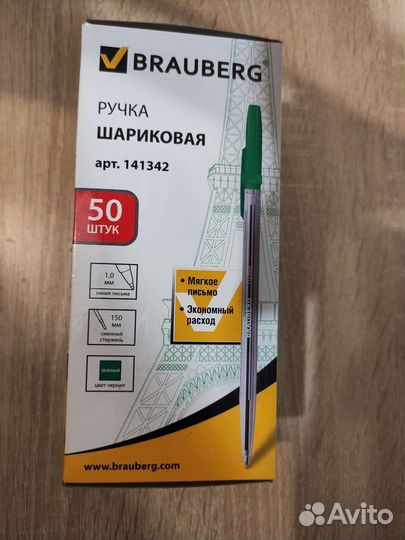 BRAUBERG®
РУЧКА
ШАРИКОВАЯ
арт. 141342
50
ШТУК
1,0
мм
линия письма
• Мягкое
письмо
• Экономный
расход
150
мм
сменный
стержень
ЗЕЛЕНЫЙ
цвет чернил
BRAUBERG
www.brauberg.com
Avito